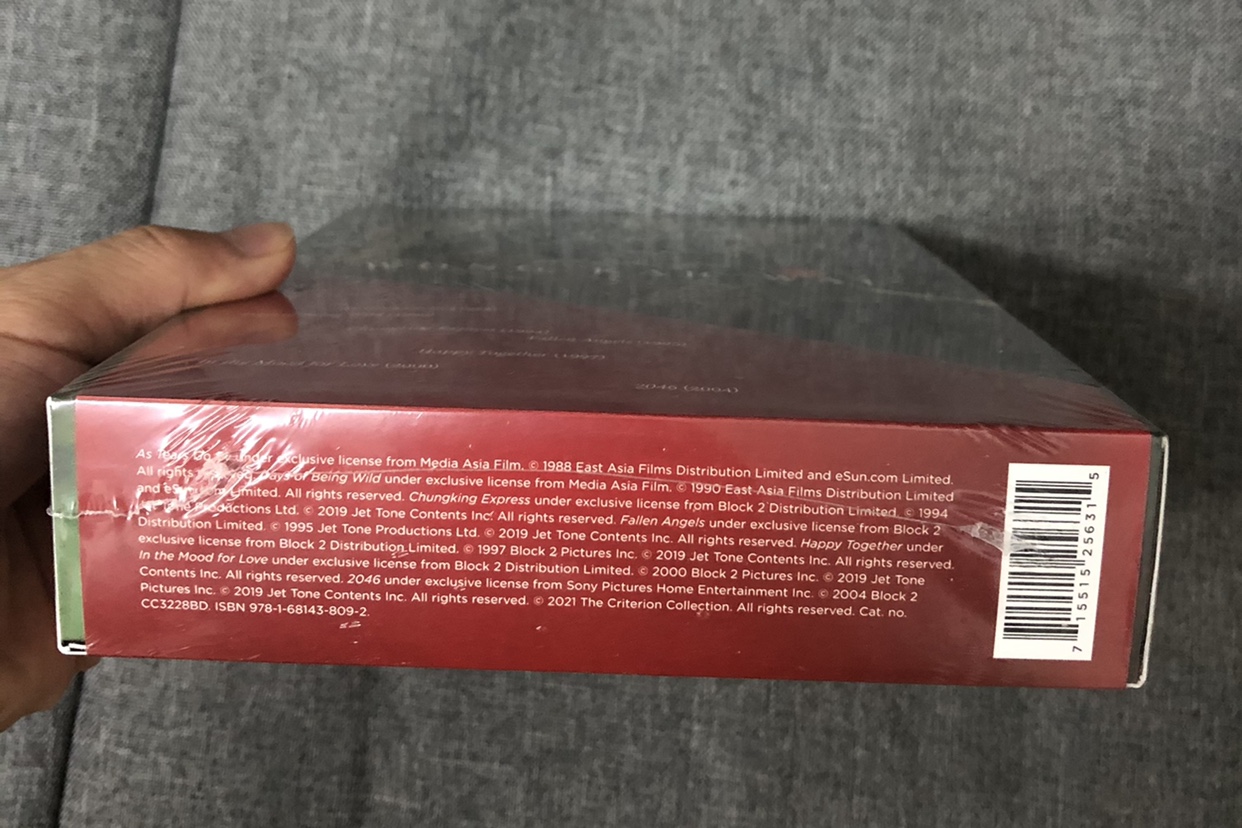 Happy Together (1997)
2046 (2004)
As Tears Go By under exclusive license from Media Asia Film. © 1988 East Asia Films Distribution Limited and eSun.com Limited.
All rights Days of Being Wild under exclusive license from Media Asia Film. © 1990 East Asia Films Distribution Limited
and eSun.com Limited. All rights reserved. Chungking Express under exclusive license from Block 2 Distribution Limited. © 1994
Jet Tone Productions Ltd. © 2019 Jet Tone Contents Inc. All rights reserved. Fallen Angels under exclusive license from Block 2
Distribution Limited. © 1995 Jet Tone Productions Ltd. © 2019 Jet Tone Contents Inc. All rights reserved. Happy Together under
exclusive license from Block 2 Distribution Limited. © 1997 Block 2 Pictures Inc. © 2019 Jet Tone Contents Inc. All rights reserved.
In the Mood for Love under exclusive license from Block 2 Distribution Limited. © 2000 Block 2 Pictures Inc. © 2019 Jet Tone
Contents Inc. All rights reserved. 2046 under exclusive license from Sony Pictures Home Entertainment Inc. © 2004 Block 2
Pictures Inc. © 2019 Jet Tone Contents Inc. All rights reserved. © 2021 The Criterion Collection. All rights reserved. Cat. no.
CC3228BD. ISBN 978-1-68143-809-2.
7 15515 25631 5